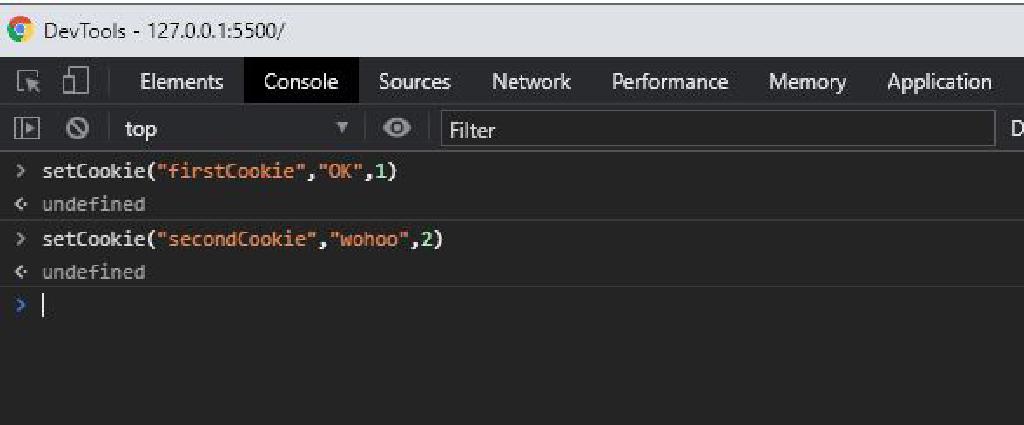 DevTools - 127.0.0.1:5500/
Elements Console Sources Network Performance Memory Application
top Filter D
> setCookie("firstCookie","OK",1)
< undefined
> setCookie("secondCookie","wohoo",2)
< undefined
>